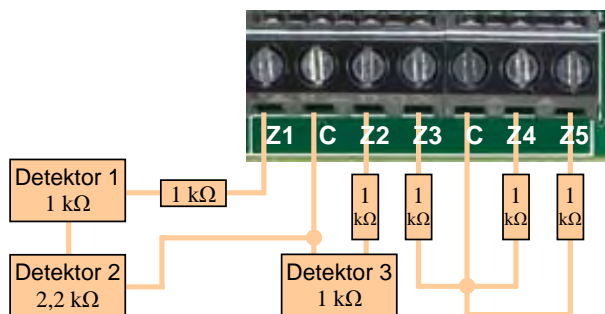 Z1 C Z2 Z3 C Z4 Z5
Detektor 1
1 kΩ
1 kΩ
Detektor 2
2,2 kΩ
1
kΩ
Detektor 3
1 kΩ
1
kΩ
1
kΩ
1
kΩ